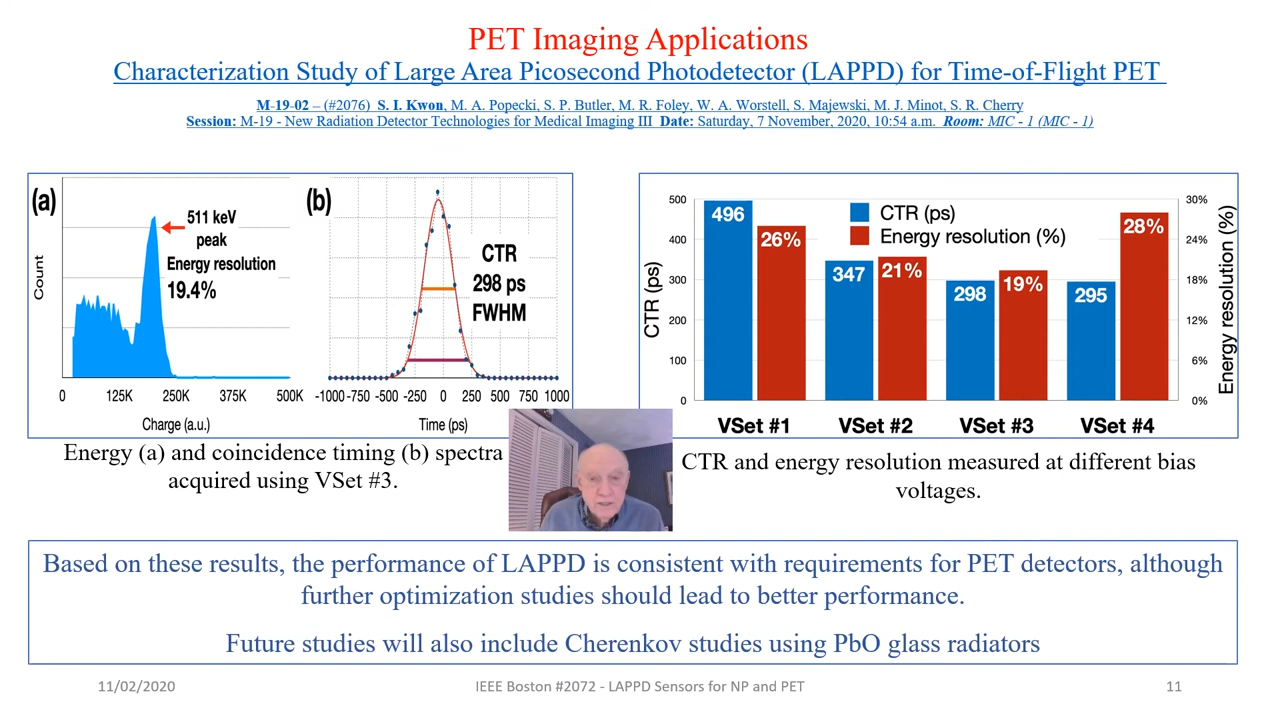 PET Imaging Applications
Characterization Study of Large Area Picosecond Photodetector (LAPPD) for Time-of-Flight PET
M-19-02 – (#2076) S. I. Kwon, M. A. Popecki, S. P. Butler, M. R. Foley, W. A. Worstell, S. Majewski, M. J. Minot, S. R. Cherry
Session: M-19 - New Radiation Detector Technologies for Medical Imaging III Date: Saturday, 7 November, 2020, 10:54 a.m. Room: MIC - 1 (MIC - 1)
(a)
Count
511 keV
peak
Energy resolution
19.4%
0 125K 250K 375K 500K
Charge (a.u.)
(b)
CTR
298 ps
FWHM
-1000 -750 -500 -250 0 250 500 750 1000
Time (ps)
Energy (a) and coincidence timing (b) spectra
acquired using VSet #3.
CTR (ps)
500
400
300
200
100
0
CTR (ps)
Energy resolution (%)
496 26%
347 21%
298 19%
295 28%
30%
24%
18%
12%
6%
0%
Energy resolution (%)
VSet #1 VSet #2 VSet #3 VSet #4
CTR and energy resolution measured at different bias
voltages.
Based on these results, the performance of LAPPD is consistent with requirements for PET detectors, although
further optimization studies should lead to better performance.
Future studies will also include Cherenkov studies using PbO glass radiators
11/02/2020 IEEE Boston #2072 - LAPPD Sensors for NP and PET 11